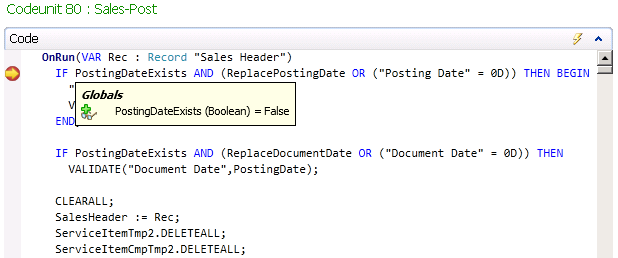 Codeunit 80 : Sales-Post
Code
OnRun(VAR Rec : Record "Sales Header")
IF PostingDateExists AND (ReplacePostingDate OR ("Posting Date" = 0D)) THEN BEGIN
"
Globals
V
PostingDateExists (Boolean) = False
END
IF PostingDateExists AND (ReplaceDocumentDate OR ("Document Date" = 0D)) THEN
VALIDATE("Document Date",PostingDate);
CLEARALL;
SalesHeader := Rec;
ServiceItemTmp2.DELETEALL;
ServiceItemCmpTmp2.DELETEALL;